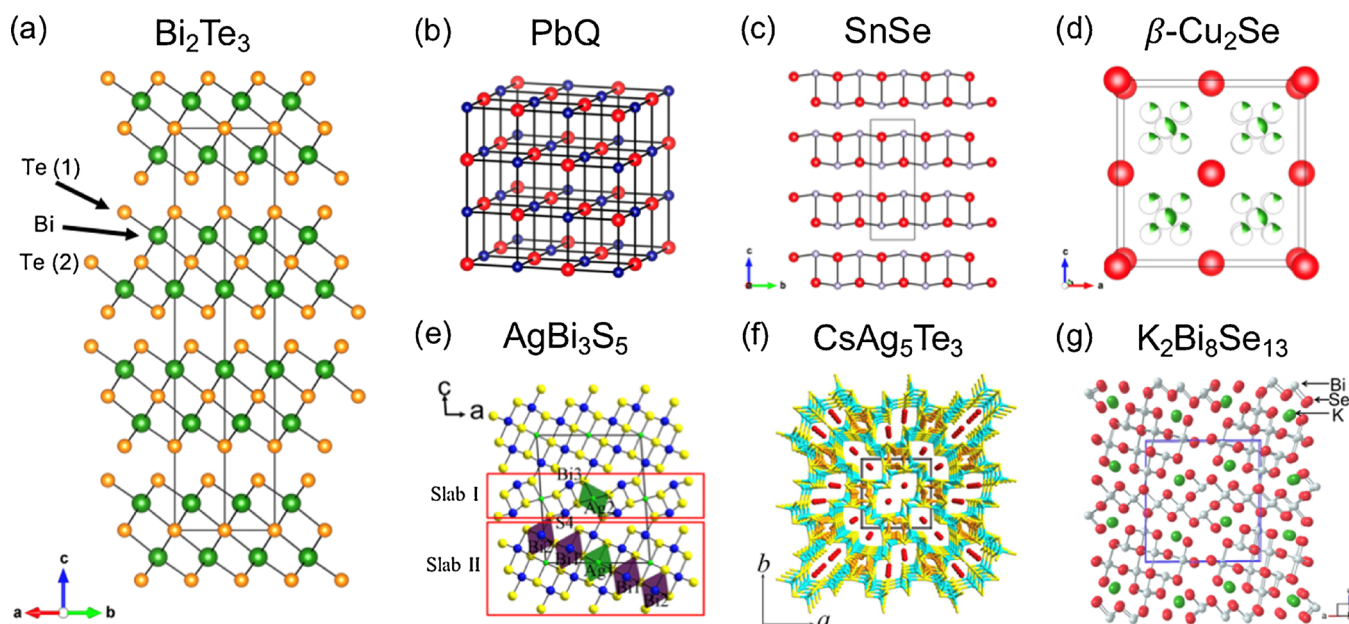 (a) Bi₂Te₃
Te (1)
Bi
Te (2)
c
a b
(b) PbQ
(c) SnSe
c
b
(d) β-Cu₂Se
c
b a
(e) AgBi₃S₅
c
a
Bi3
Slab I
Ag2
S4
Bi2
Bi1
Slab II
Ag1
Bi1
Bi2
(f) CsAg₅Te₃
b
a
(g) K₂Bi₈Se₁₃
Bi
Se
K
a